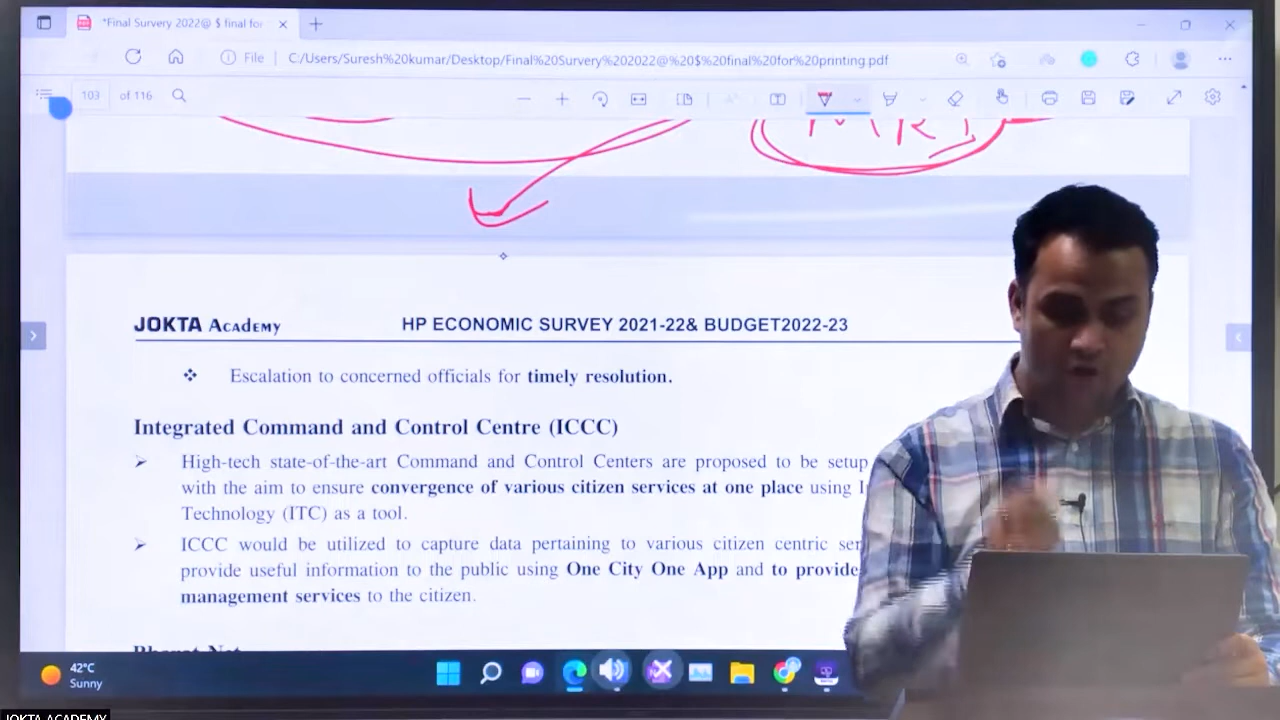 *Final Survery 2022@ $ final for
File
C:/Users/Suresh%20kumar/Desktop/Final%20Survery%202022@%20$%20final%20for%20printing.pdf
103 of 116
JOKTA ACADEMY
HP ECONOMIC SURVEY 2021-22& BUDGET2022-23
❖ Escalation to concerned officials for timely resolution.
Integrated Command and Control Centre (ICCC)
➢ High-tech state-of-the-art Command and Control Centers are proposed to be setup
with the aim to ensure convergence of various citizen services at one place using
Technology (ITC) as a tool.
➢ ICCC would be utilized to capture data pertaining to various citizen centric
provide useful information to the public using One City One App and to provide
management services to the citizen.
42°C
Sunny
JOKTA ACADEMY